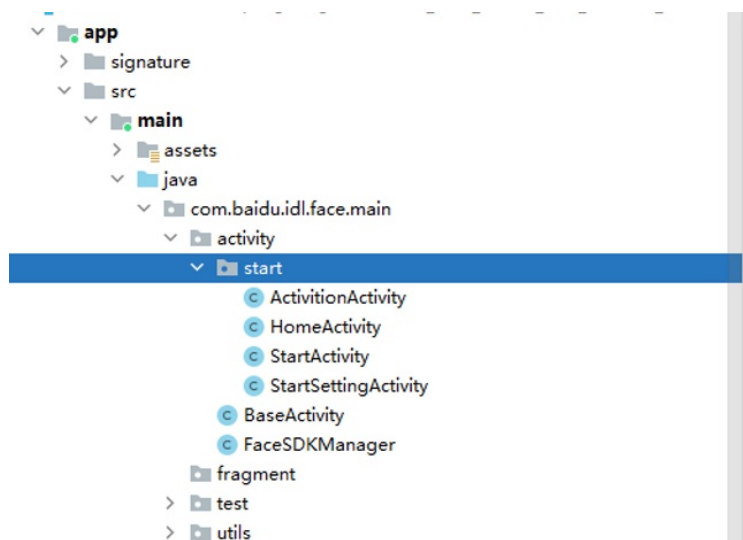 app
signature
src
main
assets
java
com.baidu.idl.face.main
activity
start
ActivitionActivity
HomeActivity
StartActivity
StartSettingActivity
BaseActivity
FaceSDKManager
fragment
test
utils